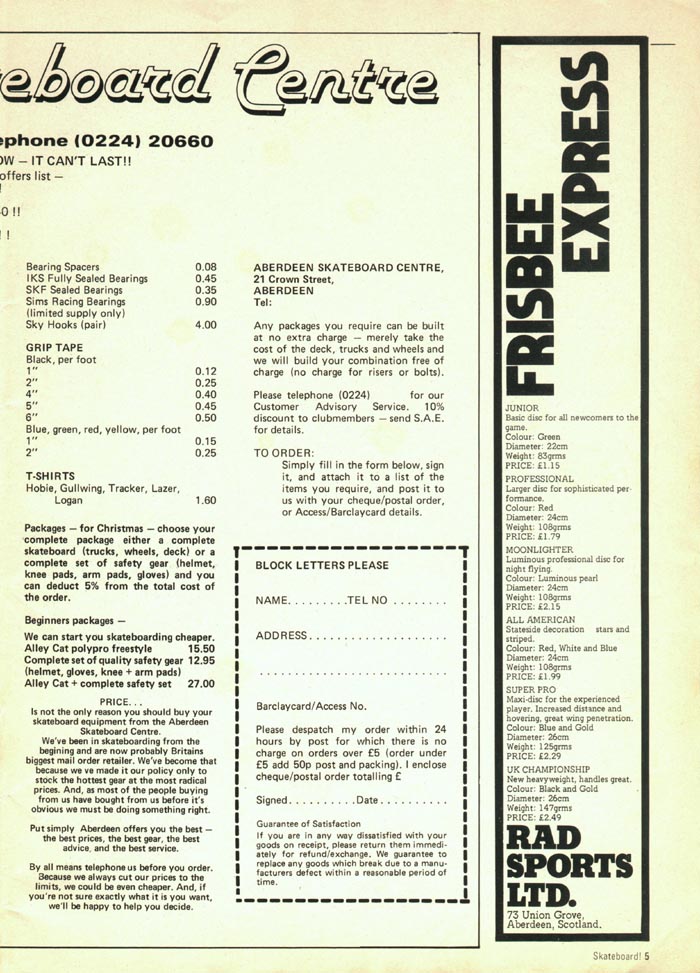 eboard Centre
ephone (0224) 20660
OW – IT CAN'T LAST!!
offers list –
!
0 !!
! !
Bearing Spacers 0.08
IKS Fully Sealed Bearings 0.45
SKF Sealed Bearings 0.35
Sims Racing Bearings 0.90
(limited supply only)
Sky Hooks (pair) 4.00
GRIP TAPE
Black, per foot
1" 0.12
2" 0.25
4" 0.40
5" 0.45
6" 0.50
Blue, green, red, yellow, per foot
1" 0.15
2" 0.25
T-SHIRTS
Hobie, Gullwing, Tracker, Lazer,
Logan 1.60
Packages – for Christmas – choose your
complete package either a complete
skateboard (trucks, wheels, deck) or a
complete set of safety gear (helmet,
knee pads, arm pads, gloves) and you
can deduct 5% from the total cost of
the order.
Beginners packages –
We can start you skateboarding cheaper.
Alley Cat polypro freestyle 15.50
Complete set of quality safety gear 12.95
(helmet, gloves, knee + arm pads)
Alley Cat + complete safety set 27.00
PRICE...
Is not the only reason you should buy your
skateboard equipment from the Aberdeen
Skateboard Centre.
We've been in skateboarding from the
begining and are now probably Britains
biggest mail order retailer. We've become that
because we ve made it our policy only to
stock the hottest gear at the most radical
prices. And, as most of the people buying
from us have bought from us before it's
obvious we must be doing something right.
Put simply Aberdeen offers you the best –
the best prices, the best gear, the best
advice, and the best service.
By all means telephone us before you order.
Because we always cut our prices to the
limits, we could be even cheaper. And, if
you're not sure exactly what it is you want,
we'll be happy to help you decide.
ABERDEEN SKATEBOARD CENTRE,
21 Crown Street,
ABERDEEN
Tel:
Any packages you require can be built
at no extra charge – merely take the
cost of the deck, trucks and wheels and
we will build your combination free of
charge (no charge for risers or bolts).
Please telephone (0224) for our
Customer Advisory Service. 10%
discount to clubmembers – send S.A.E.
for details.
TO ORDER:
Simply fill in the form below, sign
it, and attach it to a list of the
items you require, and post it to
us with your cheque/postal order,
or Access/Barclaycard details.
BLOCK LETTERS PLEASE
NAME.........TEL NO ........
ADDRESS....................
............................
Barclaycard/Access No.
Please despatch my order within 24
hours by post for which there is no
charge on orders over £5 (order under
£5 add 50p post and packing). I enclose
cheque/postal order totalling £
Signed..........Date..........
Guarantee of Satisfaction
If you are in any way dissatisfied with your
goods on receipt, please return them immedi-
ately for refund/exchange. We guarantee to
replace any goods which break due to a manu-
facturers defect within a reasonable period of
time.
FRISBEE
EXPRESS
JUNIOR
Basic disc for all newcomers to the
game.
Colour: Green
Diameter: 22cm
Weight: 83grms
PRICE: £1.15
PROFESSIONAL
Larger disc for sophisticated per-
formance.
Colour: Red
Diameter: 24cm
Weight: 108grms
PRICE: £1.79
MOONLIGHTER
Luminous professional disc for
night flying.
Colour: Luminous pearl
Diameter: 24cm
Weight: 108grms
PRICE: £2.15
ALL AMERICAN
Stateside decoration stars and
striped.
Colour: Red, White and Blue
Diameter: 24cm
Weight: 108grms
PRICE: £1.99
SUPER PRO
Maxi-disc for the experienced
player. Increased distance and
hovering, great wing penetration.
Colour: Blue and Gold
Diameter: 26cm
Weight: 125grms
PRICE: £2.29
UK CHAMPIONSHIP
New heavyweight, handles great.
Colour: Black and Gold
Diameter: 26cm
Weight: 147grms
PRICE: £2.49
RAD
SPORTS
LTD.
73 Union Grove,
Aberdeen, Scotland.
Skateboard! 5